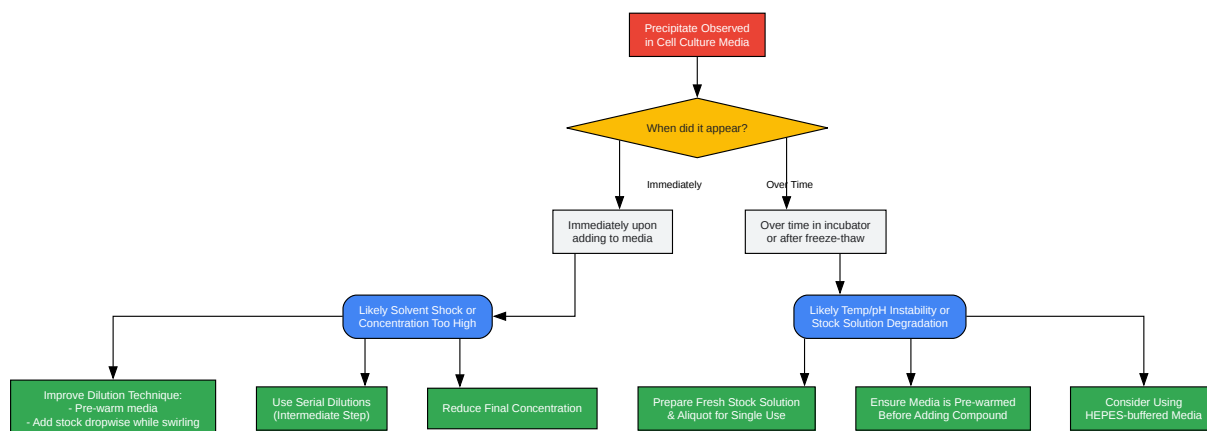 Precipitate Observed
in Cell Culture Media
When did it appear?
Immediately
Over Time
Immediately upon
adding to media
Over time in incubator
or after freeze-thaw
Likely Solvent Shock or
Concentration Too High
Likely Temp/pH Instability or
Stock Solution Degradation
Improve Dilution Technique:
- Pre-warm media
- Add stock dropwise while swirling
Use Serial Dilutions
(Intermediate Step)
Reduce Final Concentration
Prepare Fresh Stock Solution
& Aliquot for Single Use
Ensure Media is Pre-warmed
Before Adding Compound
Consider Using
HEPES-buffered Media